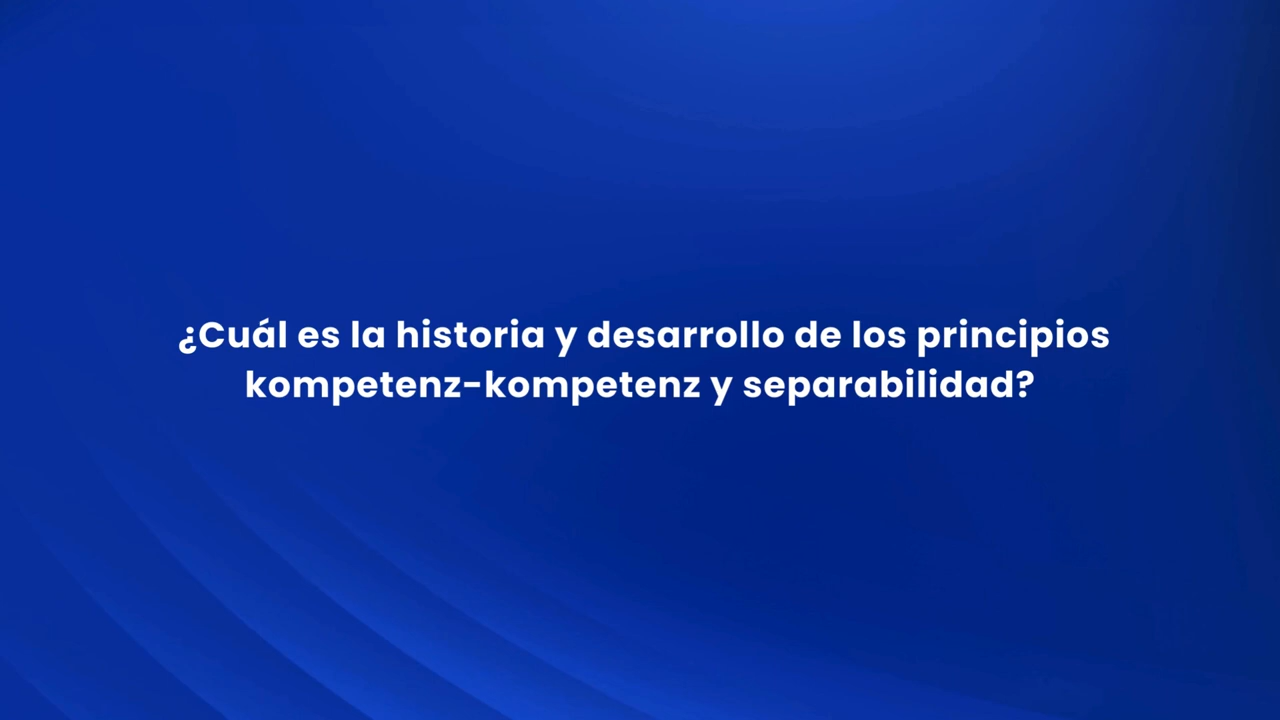 ¿Cuál es la historia y desarrollo de los principios
kompetenz-kompetenz y separabilidad?